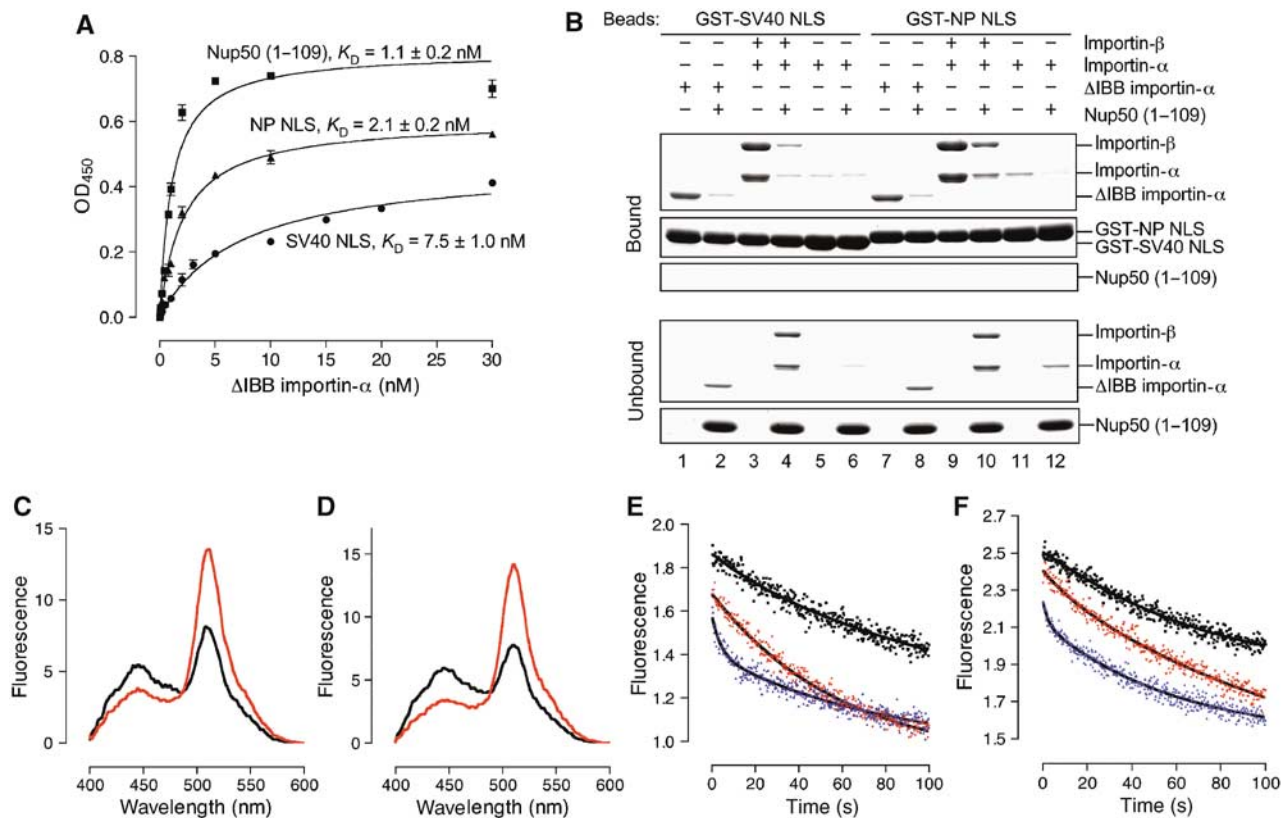 A
Nup50 (1–109), KD = 1.1 ± 0.2 nM
NP NLS, KD = 2.1 ± 0.2 nM
SV40 NLS, KD = 7.5 ± 1.0 nM
OD450
0.8
0.6
0.4
0.2
0.0
0 5 10 15 20 25 30
ΔIBB importin-α (nM)
B
Beads: GST-SV40 NLS GST-NP NLS
– – + + – – – – + + – – Importin-β
– – + + + + – – + + + + Importin-α
+ + – – – – + + – – – – ΔIBB importin-α
– + – + – + – + – + – + Nup50 (1–109)
Bound
Importin-β
Importin-α
ΔIBB importin-α
GST-NP NLS
GST-SV40 NLS
Nup50 (1–109)
Unbound
Importin-β
Importin-α
ΔIBB importin-α
Nup50 (1–109)
1 2 3 4 5 6 7 8 9 10 11 12
C
Fluorescence
15
10
5
0
400 450 500 550 600
Wavelength (nm)
D
Fluorescence
15
10
5
0
400 450 500 550 600
Wavelength (nm)
E
Fluorescence
2.0
1.8
1.6
1.4
1.2
1.0
0 20 40 60 80 100
Time (s)
F
Fluorescence
2.7
2.5
2.3
2.1
1.9
1.7
1.5
0 20 40 60 80 100
Time (s)